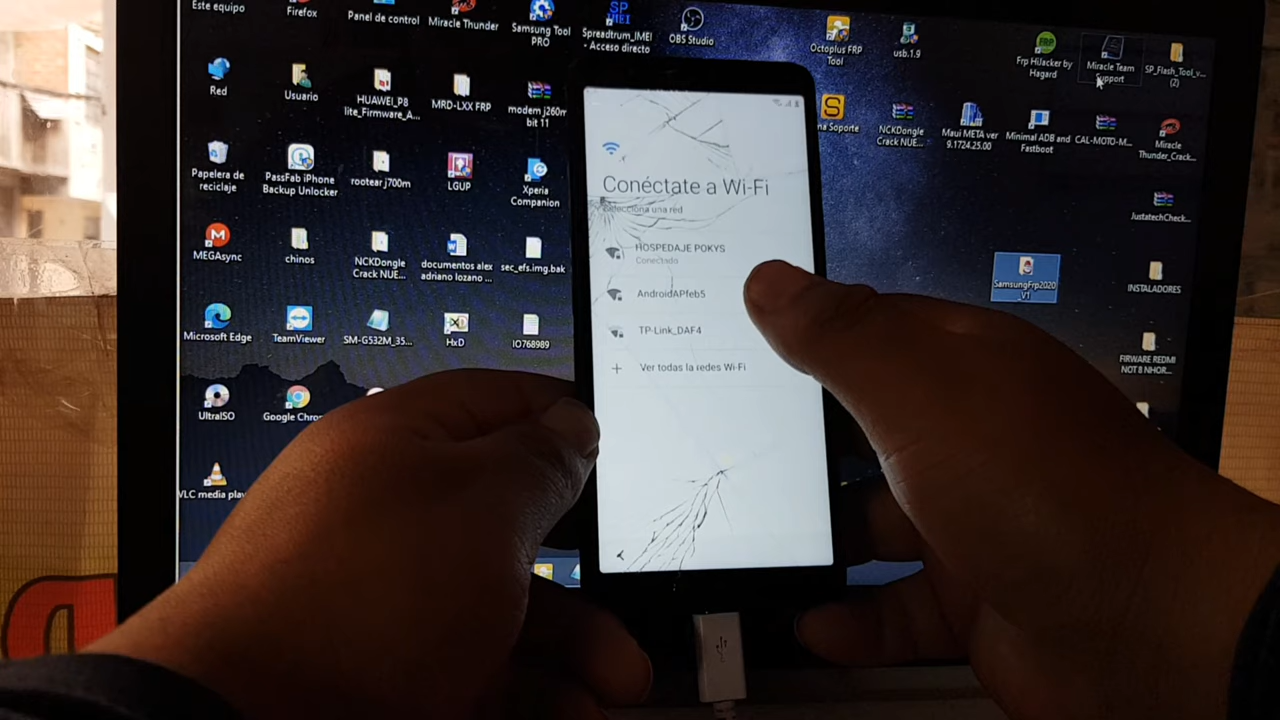 Este equipo
Firefox
Panel de control
Miracle Thunder
Samsung Tool
PRO
SP
IMEI
Spreadtrum_IMEI
- Acceso directo
OBS Studio
Octoplus FRP
Tool
usb.1.9
Frp HiJacker by
Hagard
Miracle Team
Support
SP_Flash_Tool_v...
(2)
Red
Usuario
HUAWEI_P8
lite_Firmware_A...
MRD-LXX FRP
modem j260m
bit 11
na Soporte
NCKDongle
Crack NUE...
Maui META ver
9.1724.25.00
Minimal ADB and
Fastboot
CAL-MOTO-M...
Miracle
Thunder_Crack...
Papelera de
reciclaje
PassFab iPhone
Backup Unlocker
rootear j700m
LGUP
Xperia
Companion
JustatechCheck...
MEGAsync
chinos
NCKDongle
Crack NUE...
documentos alex
adriano lozano ...
sec_efs.img.bak
SamsungFrp2020
V1
INSTALADORES
Microsoft Edge
TeamViewer
SM-G532M_35...
HxD
IO768989
FIRWARE REDMI
NOT 8 NHOR...
UltraISO
Google Chro
VLC media play
Conéctate a Wi-Fi
Selecciona una red
HOSPEDAJE POKYS
Conectado
AndroidAPfeb5
TP-Link_DAF4
Ver todas la redes Wi-Fi